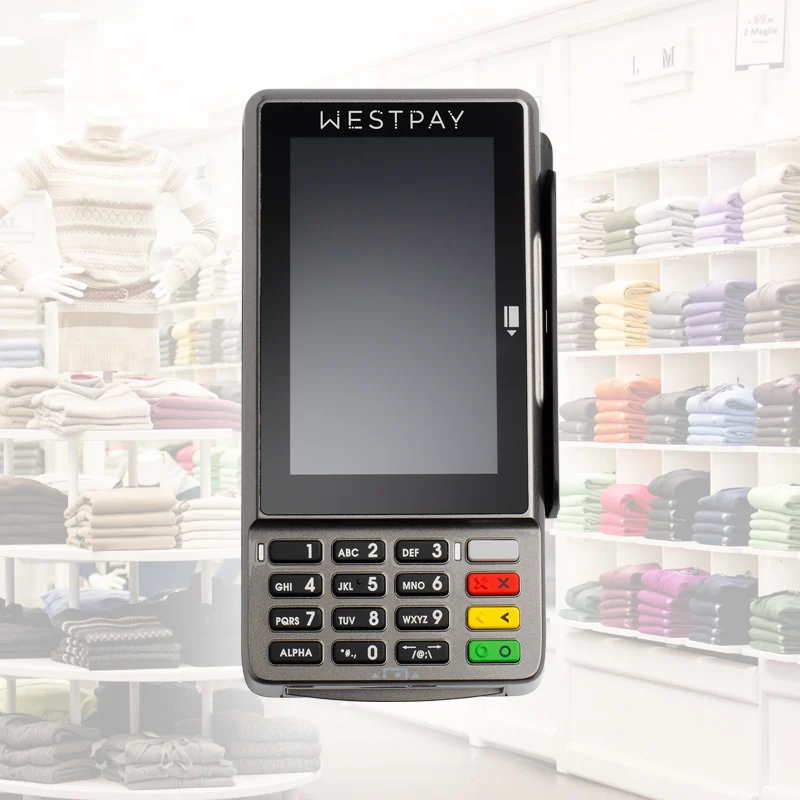 2 Maglie
L M
WESTPAY
1 ABC 2 DEF 3
GHI 4 JKL 5 MNO 6
PQRS 7 TUV 8 WXYZ 9 <
ALPHA *#., 0 /@:\ O